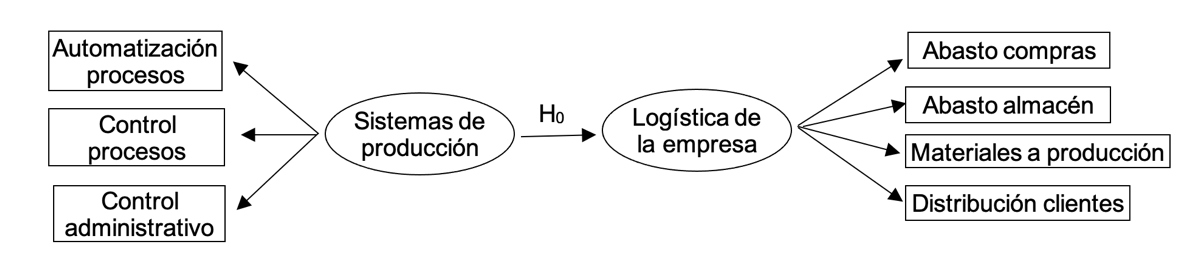 Automatización
procesos
Control
procesos
Control
administrativo
Sistemas de
producción
H₀
Logística de
la empresa
Abasto compras
Abasto almacén
Materiales a producción
Distribución clientes